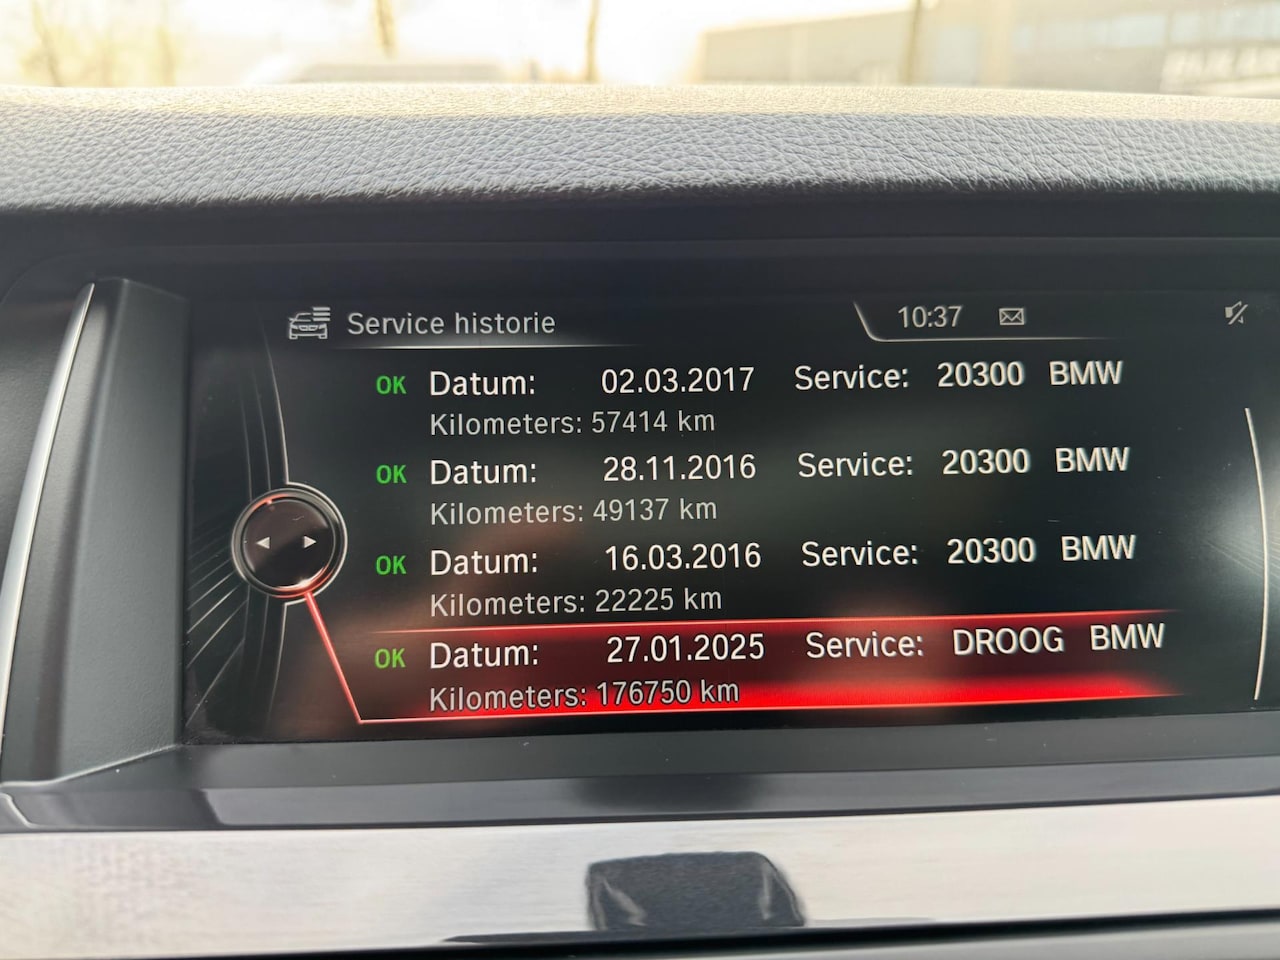 Service historie 10:37
OK Datum: 02.03.2017 Service: 20300 BMW
Kilometers: 57414 km
OK Datum: 28.11.2016 Service: 20300 BMW
Kilometers: 49137 km
OK Datum: 16.03.2016 Service: 20300 BMW
Kilometers: 22225 km
OK Datum: 27.01.2025 Service: DROOG BMW
Kilometers: 176750 km